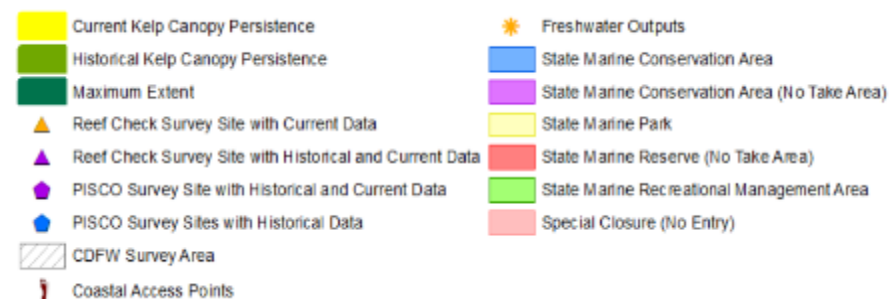 Current Kelp Canopy Persistence
Historical Kelp Canopy Persistence
Maximum Extent
Reef Check Survey Site with Current Data
Reef Check Survey Site with Historical and Current Data
PISCO Survey Site with Historical and Current Data
PISCO Survey Sites with Historical Data
CDFW Survey Area
Coastal Access Points
Freshwater Outputs
State Marine Conservation Area
State Marine Conservation Area (No Take Area)
State Marine Park
State Marine Reserve (No Take Area)
State Marine Recreational Management Area
Special Closure (No Entry)